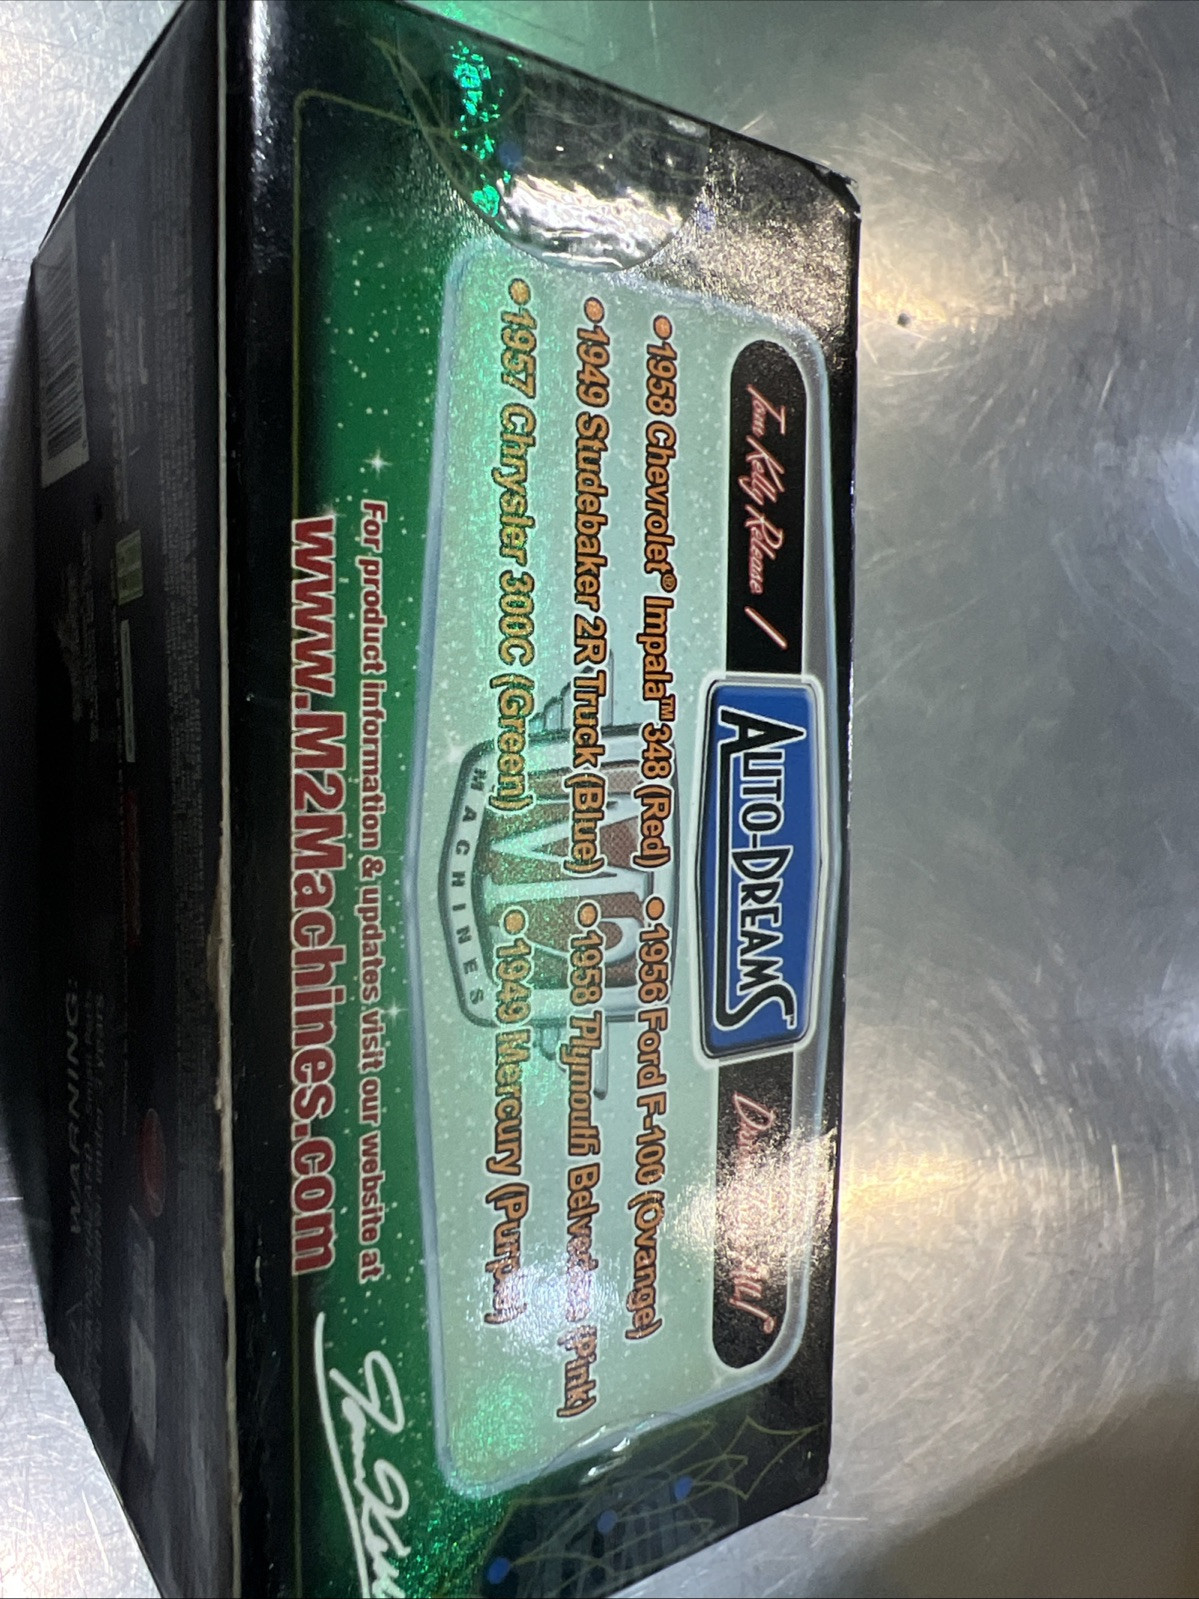 Tom Kelly Release 1
AUTO-DREAMS
•1958 Chevrolet® Impala™ 348 (Red) •1956 Ford F-100 (Orange)
•1949 Studebaker 2R Truck (Blue) •1958 Plymouth Belvedere (Pink)
•1957 Chrysler 300C (Green) •1949 Mercury (Purple)
MACHINES
For product information & updates visit our website at
www.M2Machines.com
WARNING: